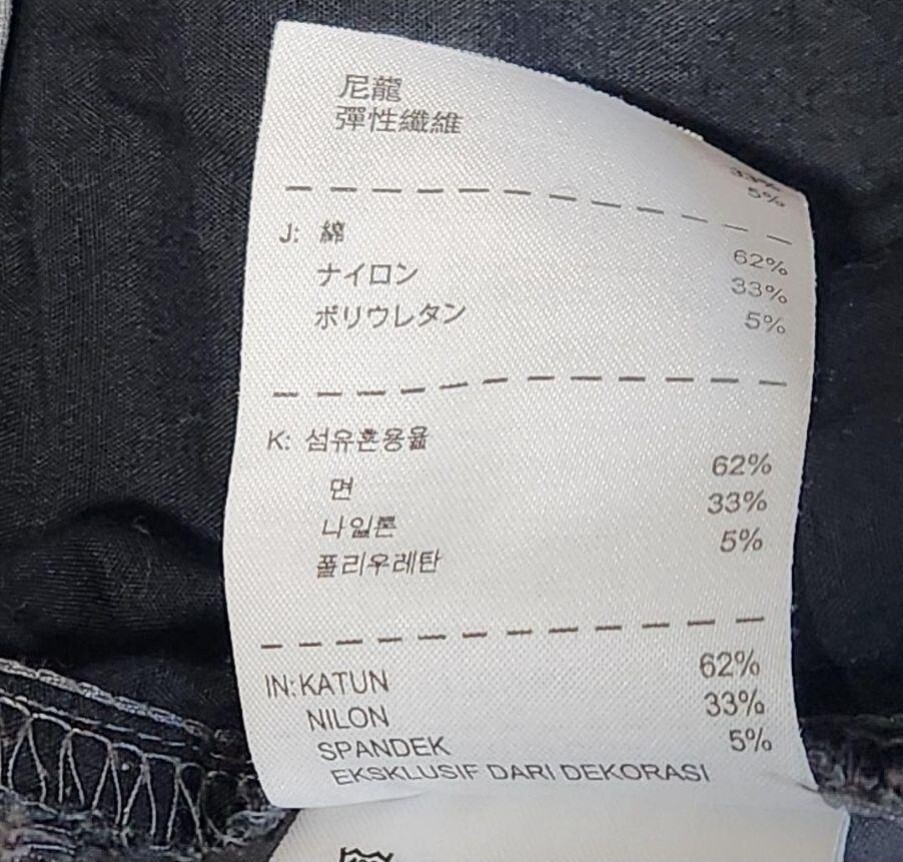 尼龍 33%
彈性纖維 5%
J: 綿 62%
ナイロン 33%
ポリウレタン 5%
K: 섬유혼용율
면 62%
나일론 33%
폴리우레탄 5%
IN: KATUN 62%
NILON 33%
SPANDEK 5%
EKSKLUSIF DARI DEKORASI